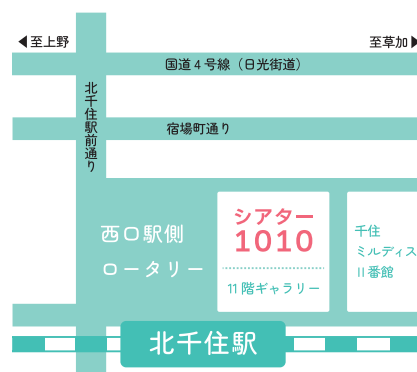 ◀至上野
至草加▶
国道4号線（日光街道）
北千住駅前通り
宿場町通り
西口駅側
ロータリー
シアター
1010
11階ギャラリー
千住
ミルディス
II番館
北千住駅